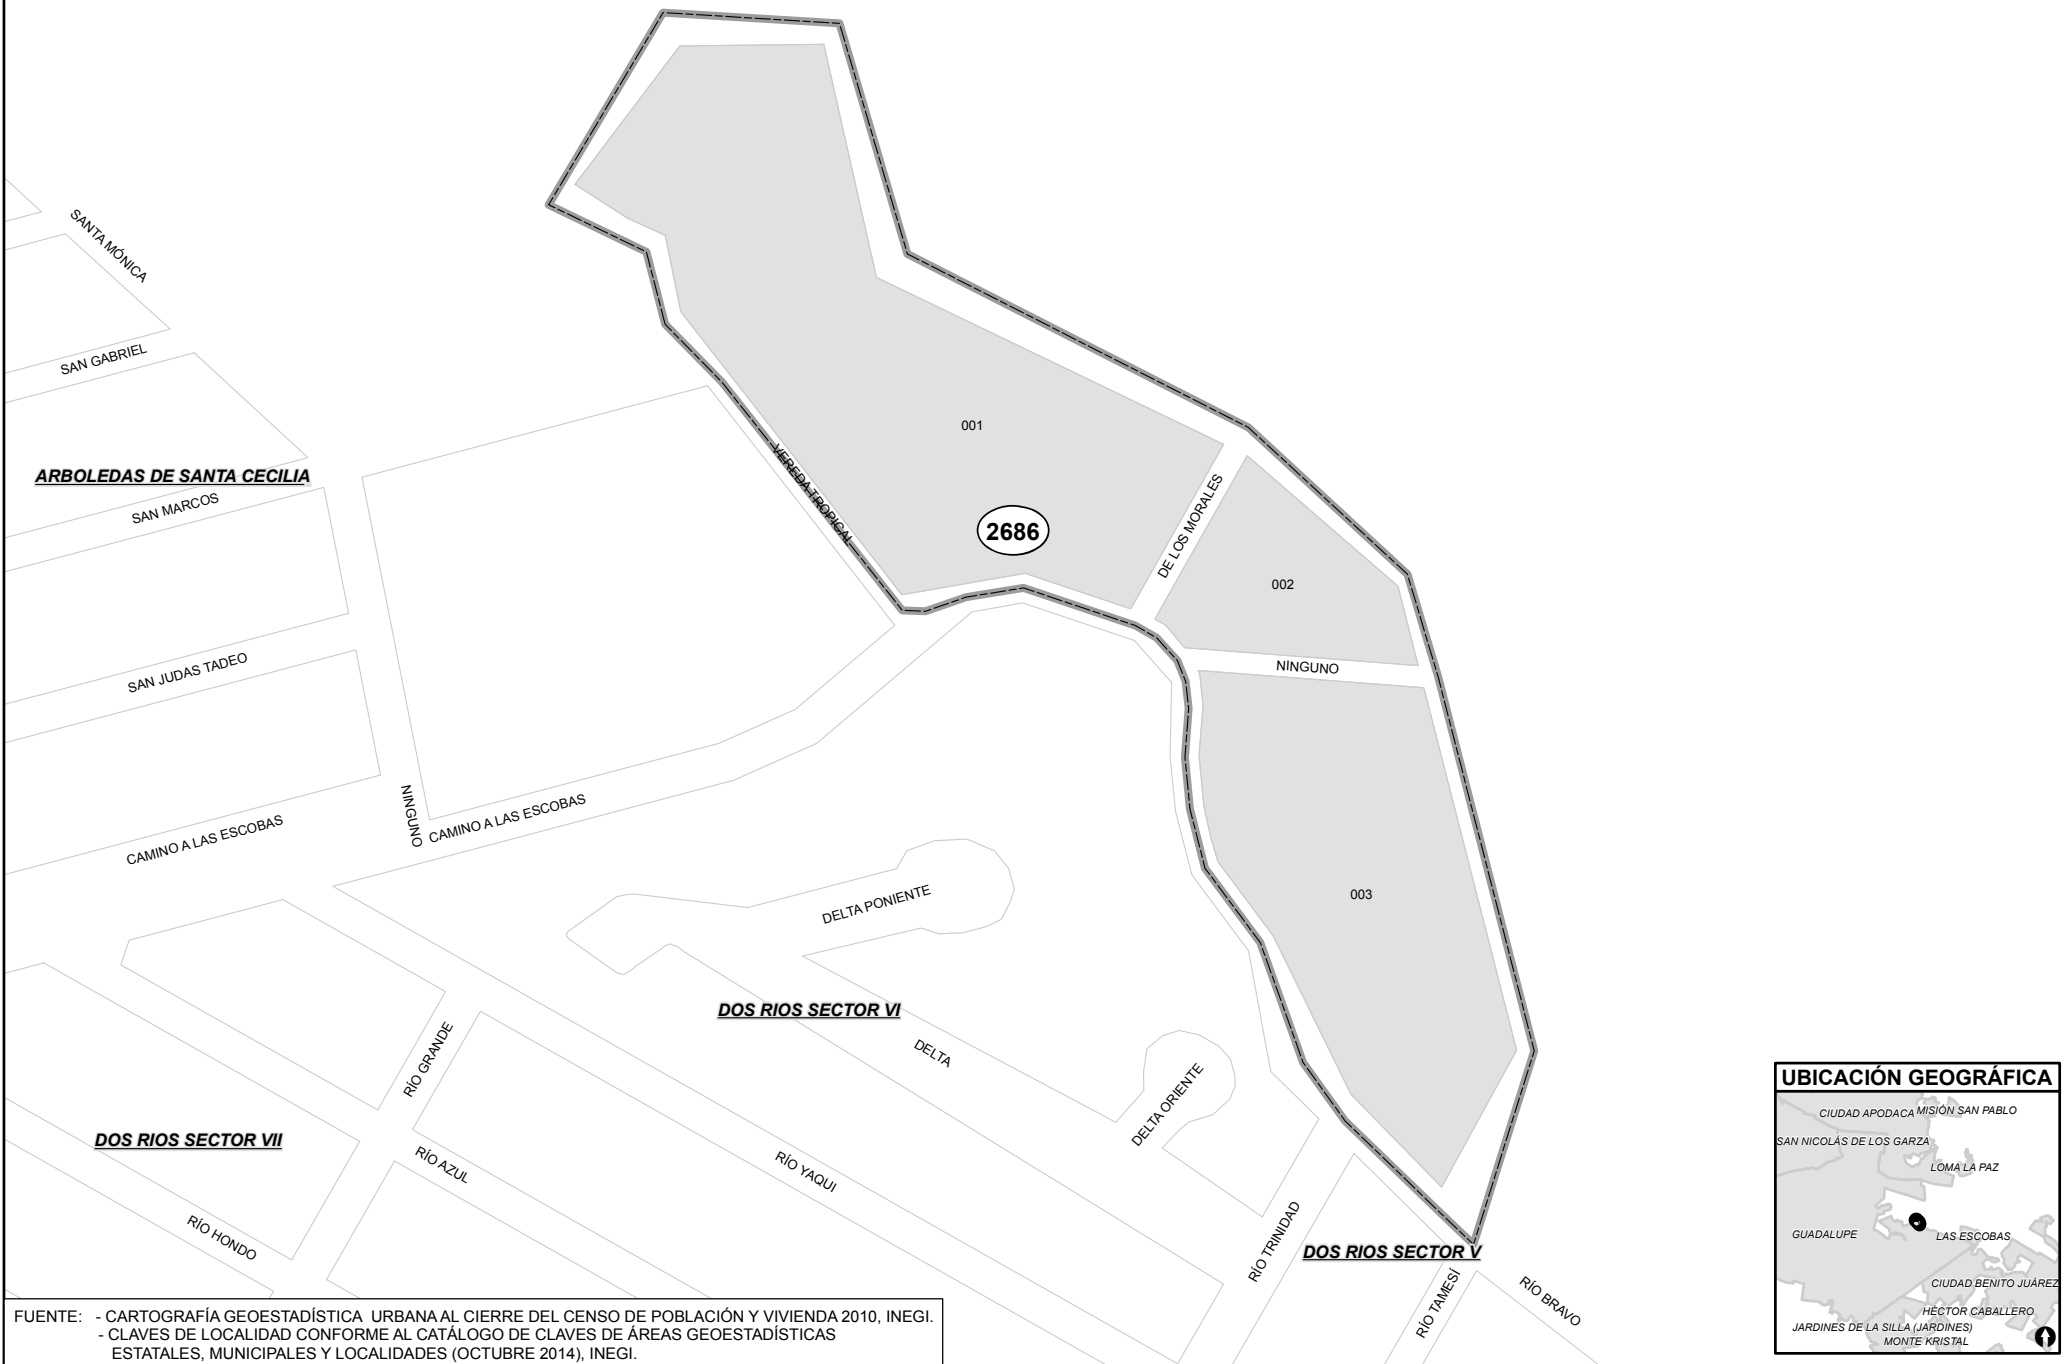 SANTA MÓNICA
SAN GABRIEL
001
VEREDA TROPICAL
ARBOLEDAS DE SANTA CECILIA
SAN MARCOS
2686
DE LOS MORALES
002
NINGUNO
SAN JUDAS TADEO
NINGUNO
CAMINO A LAS ESCOBAS
CAMINO A LAS ESCOBAS
003
DELTA PONIENTE
DOS RIOS SECTOR VI
DELTA
RÍO GRANDE
DELTA ORIENTE
DOS RIOS SECTOR VII
RÍO AZUL
RÍO YAQUI
RÍO HONDO
RÍO TRINIDAD
DOS RIOS SECTOR V
RÍO TAMESÍ
RÍO BRAVO
UBICACIÓN GEOGRÁFICA
CIUDAD APODACA
MISIÓN SAN PABLO
SAN NICOLÁS DE LOS GARZA
LOMA LA PAZ
GUADALUPE
LAS ESCOBAS
CIUDAD BENITO JUÁREZ
HÉCTOR CABALLERO
JARDINES DE LA SILLA (JARDINES)
MONTE KRISTAL
FUENTE: - CARTOGRAFÍA GEOESTADÍSTICA URBANA AL CIERRE DEL CENSO DE POBLACIÓN Y VIVIENDA 2010, INEGI.
- CLAVES DE LOCALIDAD CONFORME AL CATÁLOGO DE CLAVES DE ÁREAS GEOESTADÍSTICAS
ESTATALES, MUNICIPALES Y LOCALIDADES (OCTUBRE 2014), INEGI.